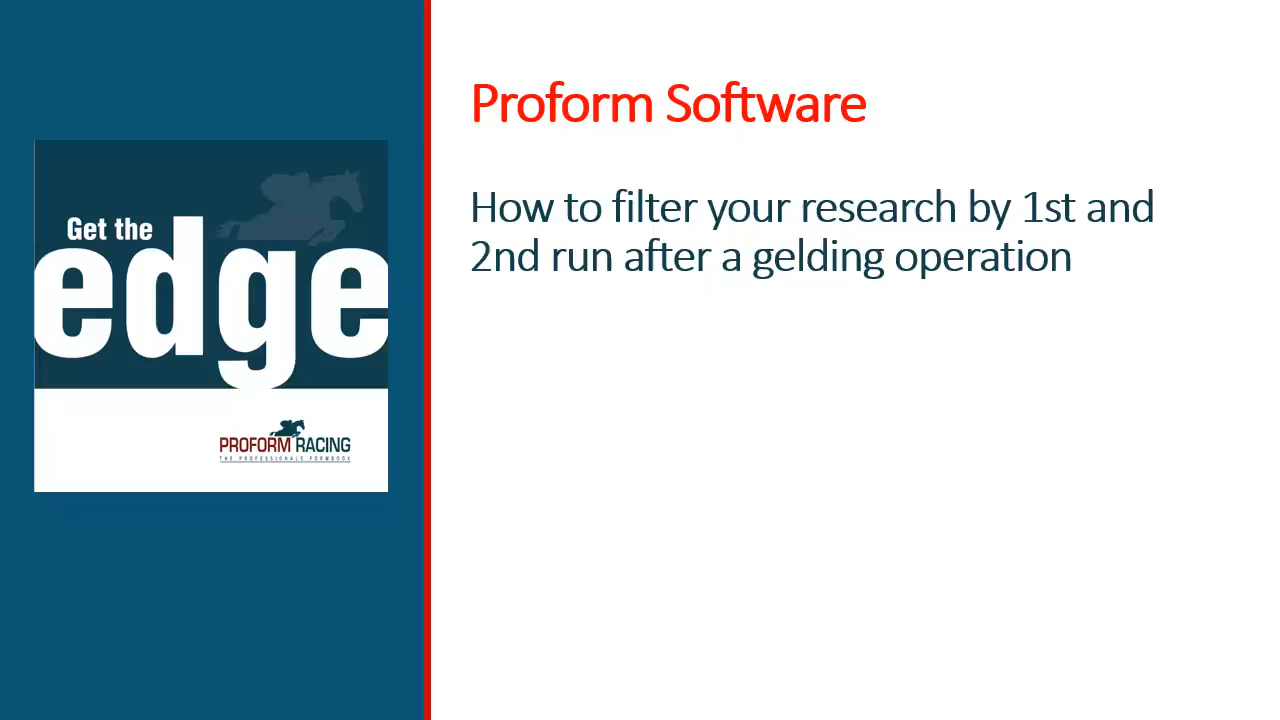 Proform Software
How to filter your research by 1st and
2nd run after a gelding operation
Get the
edge
PROFORM RACING
THE PROFESSIONALS FORMBOOK